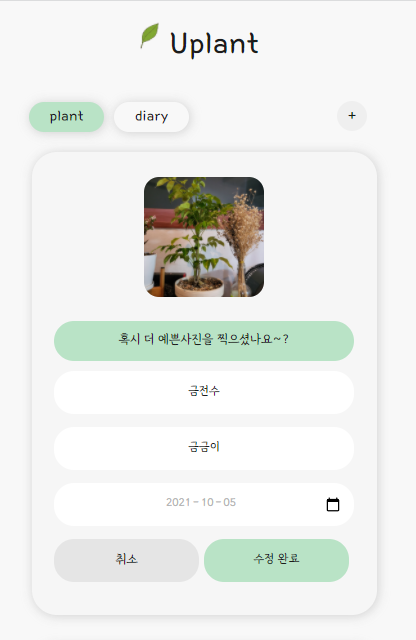 Uplant
plant diary +
혹시 더 예쁜사진을 찍으셨나요~?
금전수
금금이
2021-10-05
취소 수정 완료